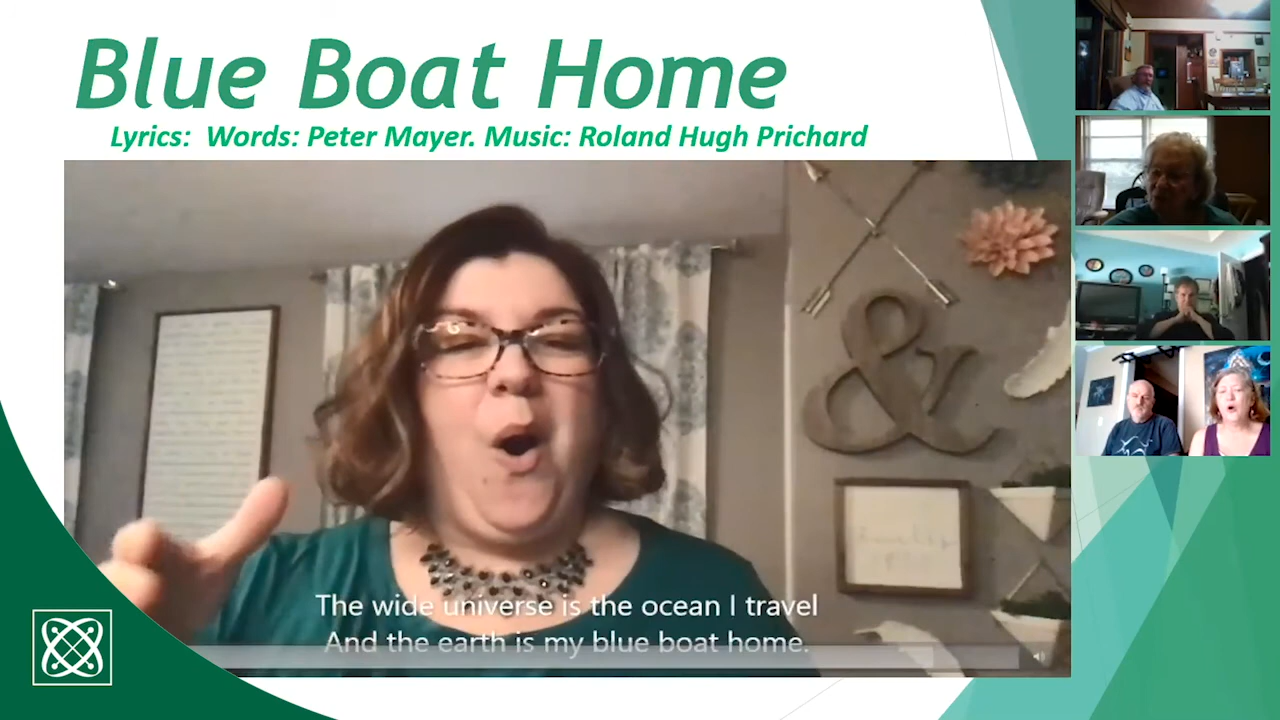 Blue Boat Home
Lyrics:  Words: Peter Mayer. Music: Roland Hugh Prichard
&
The wide universe is the ocean I travel
And the earth is my blue boat home.